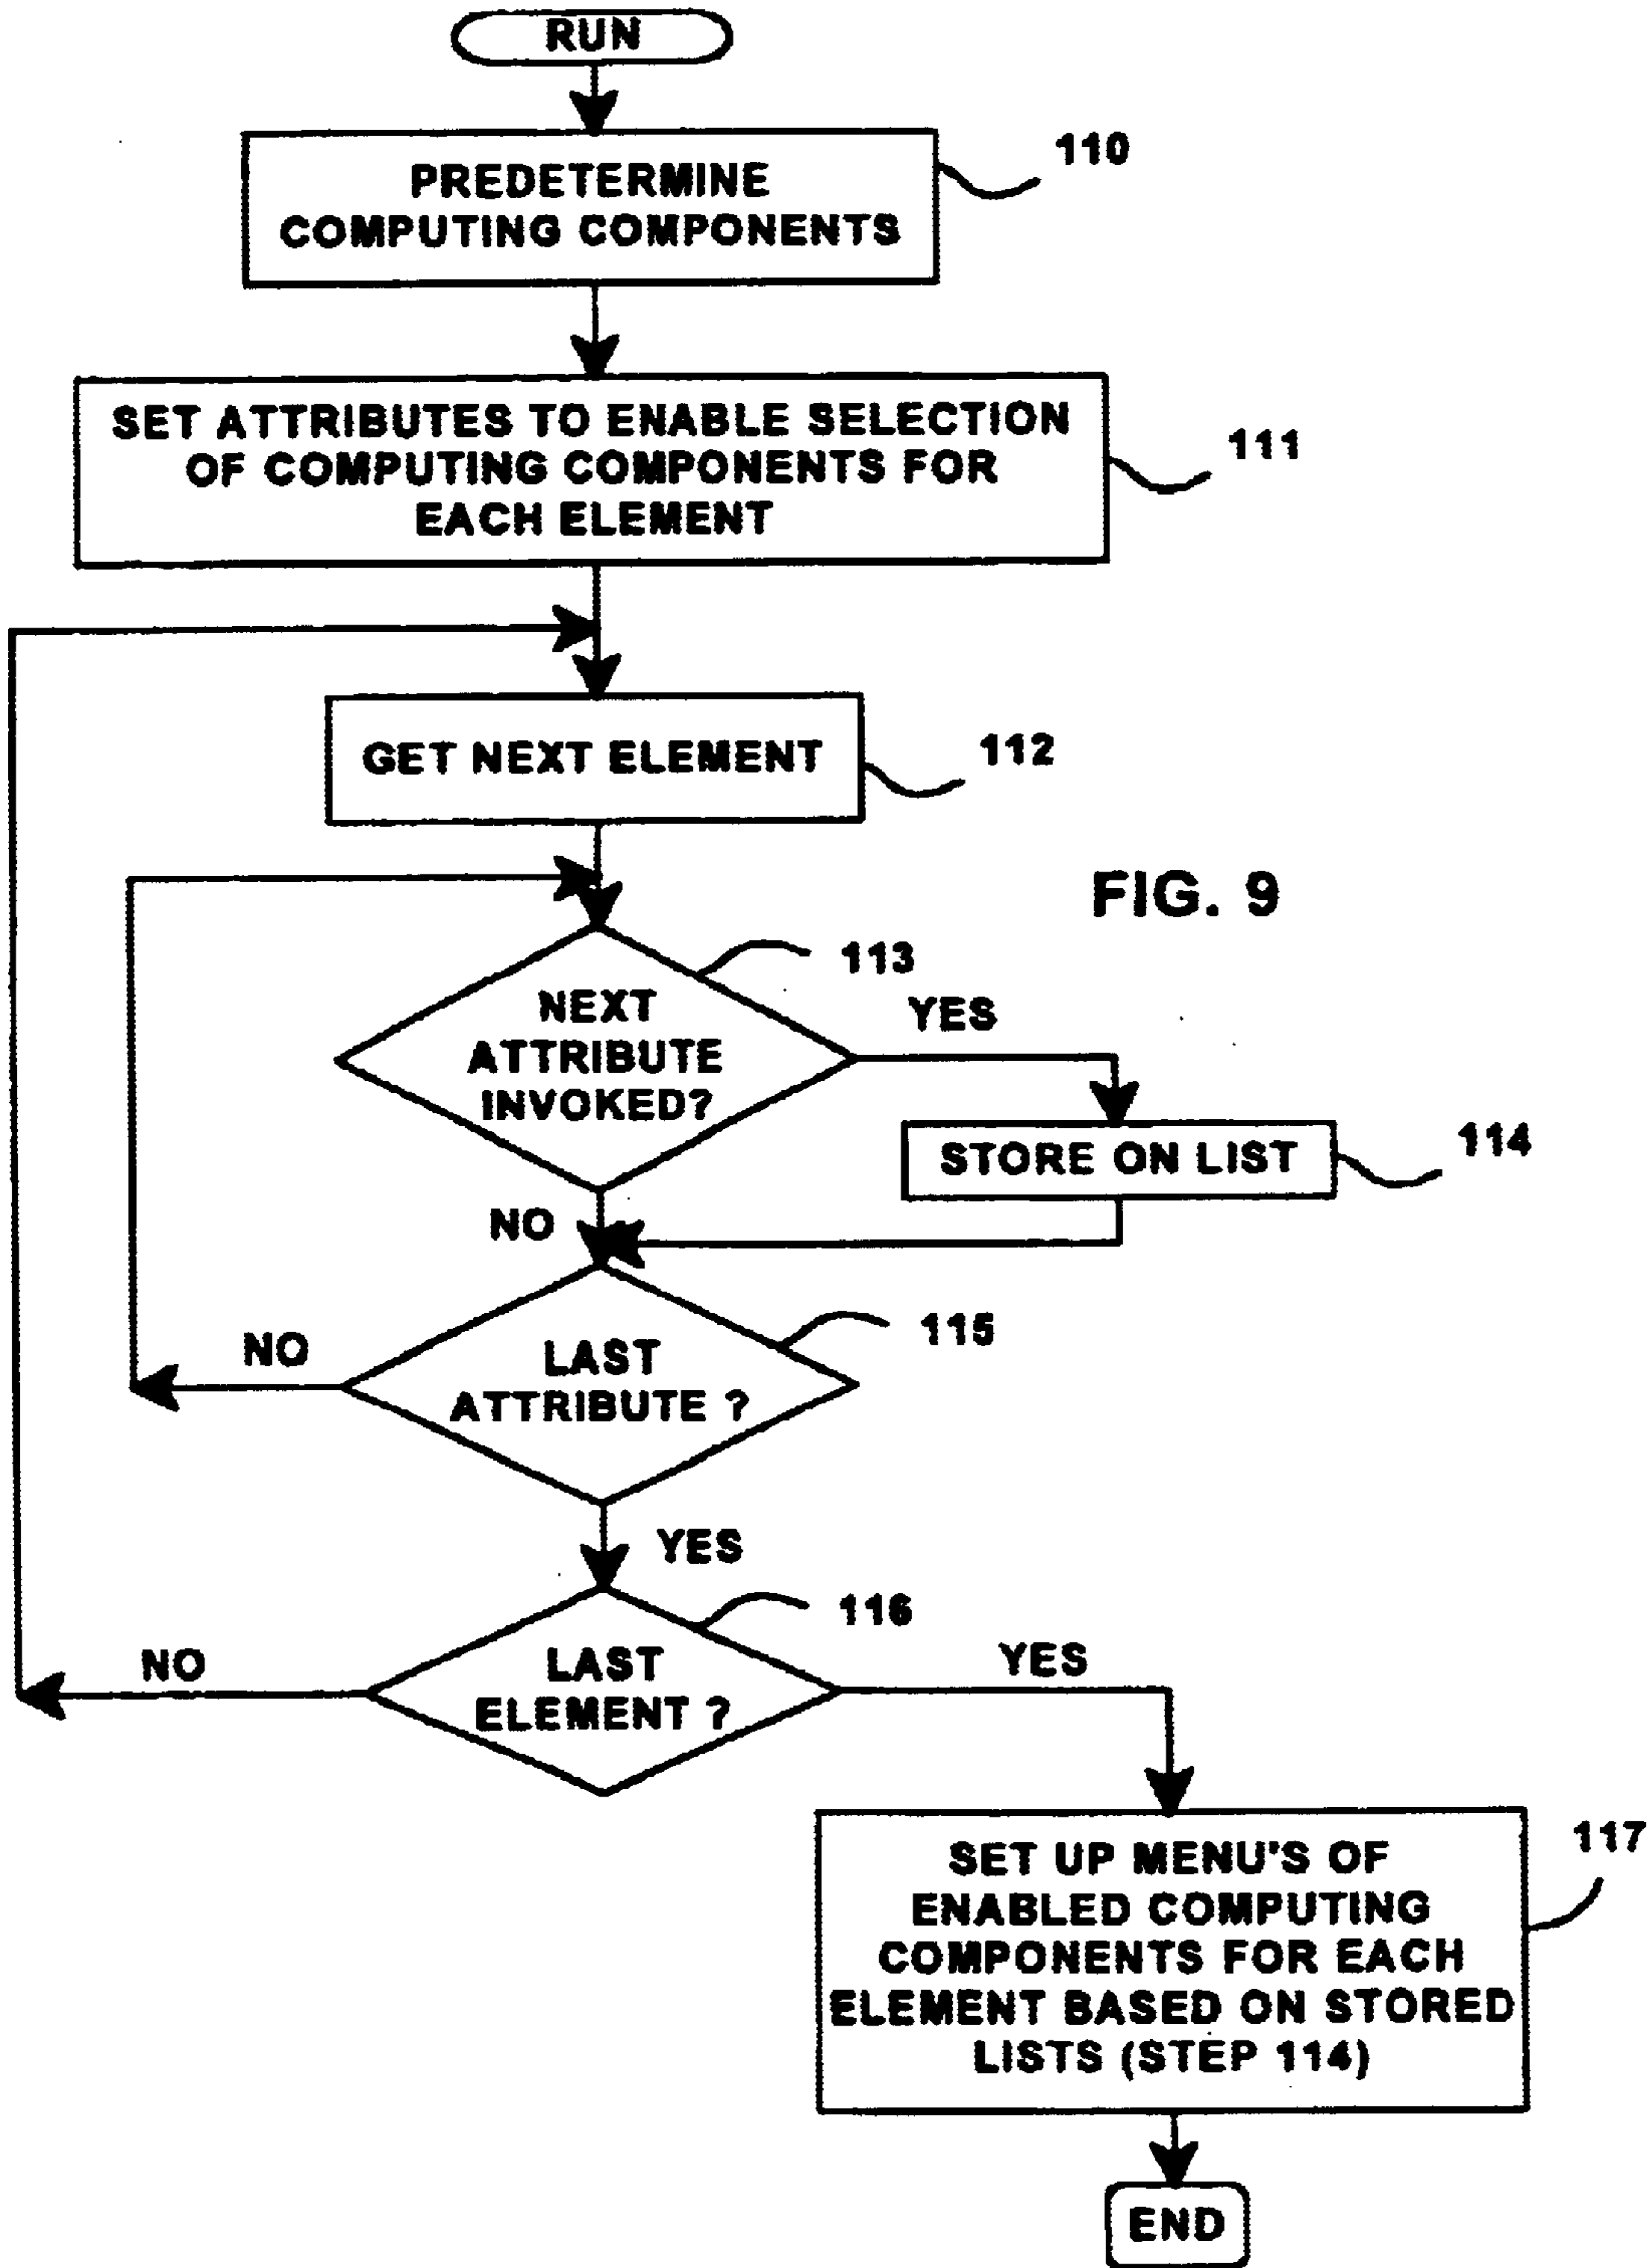 RUN
PREDETERMINE
COMPUTING COMPONENTS
110
SET ATTRIBUTES TO ENABLE SELECTION
OF COMPUTING COMPONENTS FOR
EACH ELEMENT
111
GET NEXT ELEMENT
112
FIG. 9
113
NEXT
ATTRIBUTE
INVOKED?
YES
STORE ON LIST
114
NO
115
LAST
ATTRIBUTE ?
NO
YES
116
LAST
ELEMENT ?
NO
YES
117
SET UP MENU'S OF
ENABLED COMPUTING
COMPONENTS FOR EACH
ELEMENT BASED ON STORED
LISTS (STEP 114)
END